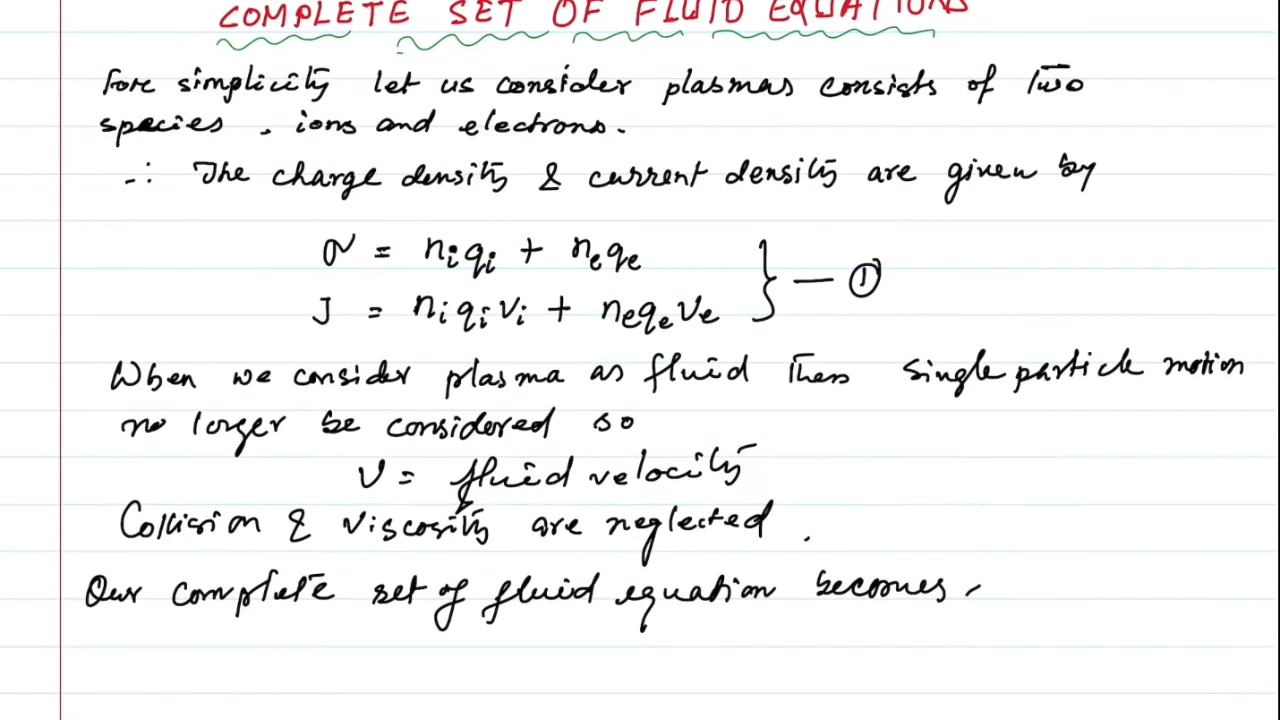 COMPLETE SET OF FLUID EQUATIONS
Fore simplicity let us consider plasmas consists of Two
species, ions and electrons.
∴ The charge density & current density are given by
σ = nᵢqᵢ + nₑqₑ
J = nᵢqᵢvᵢ + nₑqₑvₑ } — ①
When we consider plasma as fluid then single particle motion
no longer be considered so
v = fluid velocity
Collision & viscosity are neglected.
Our complete set of fluid equation becomes,